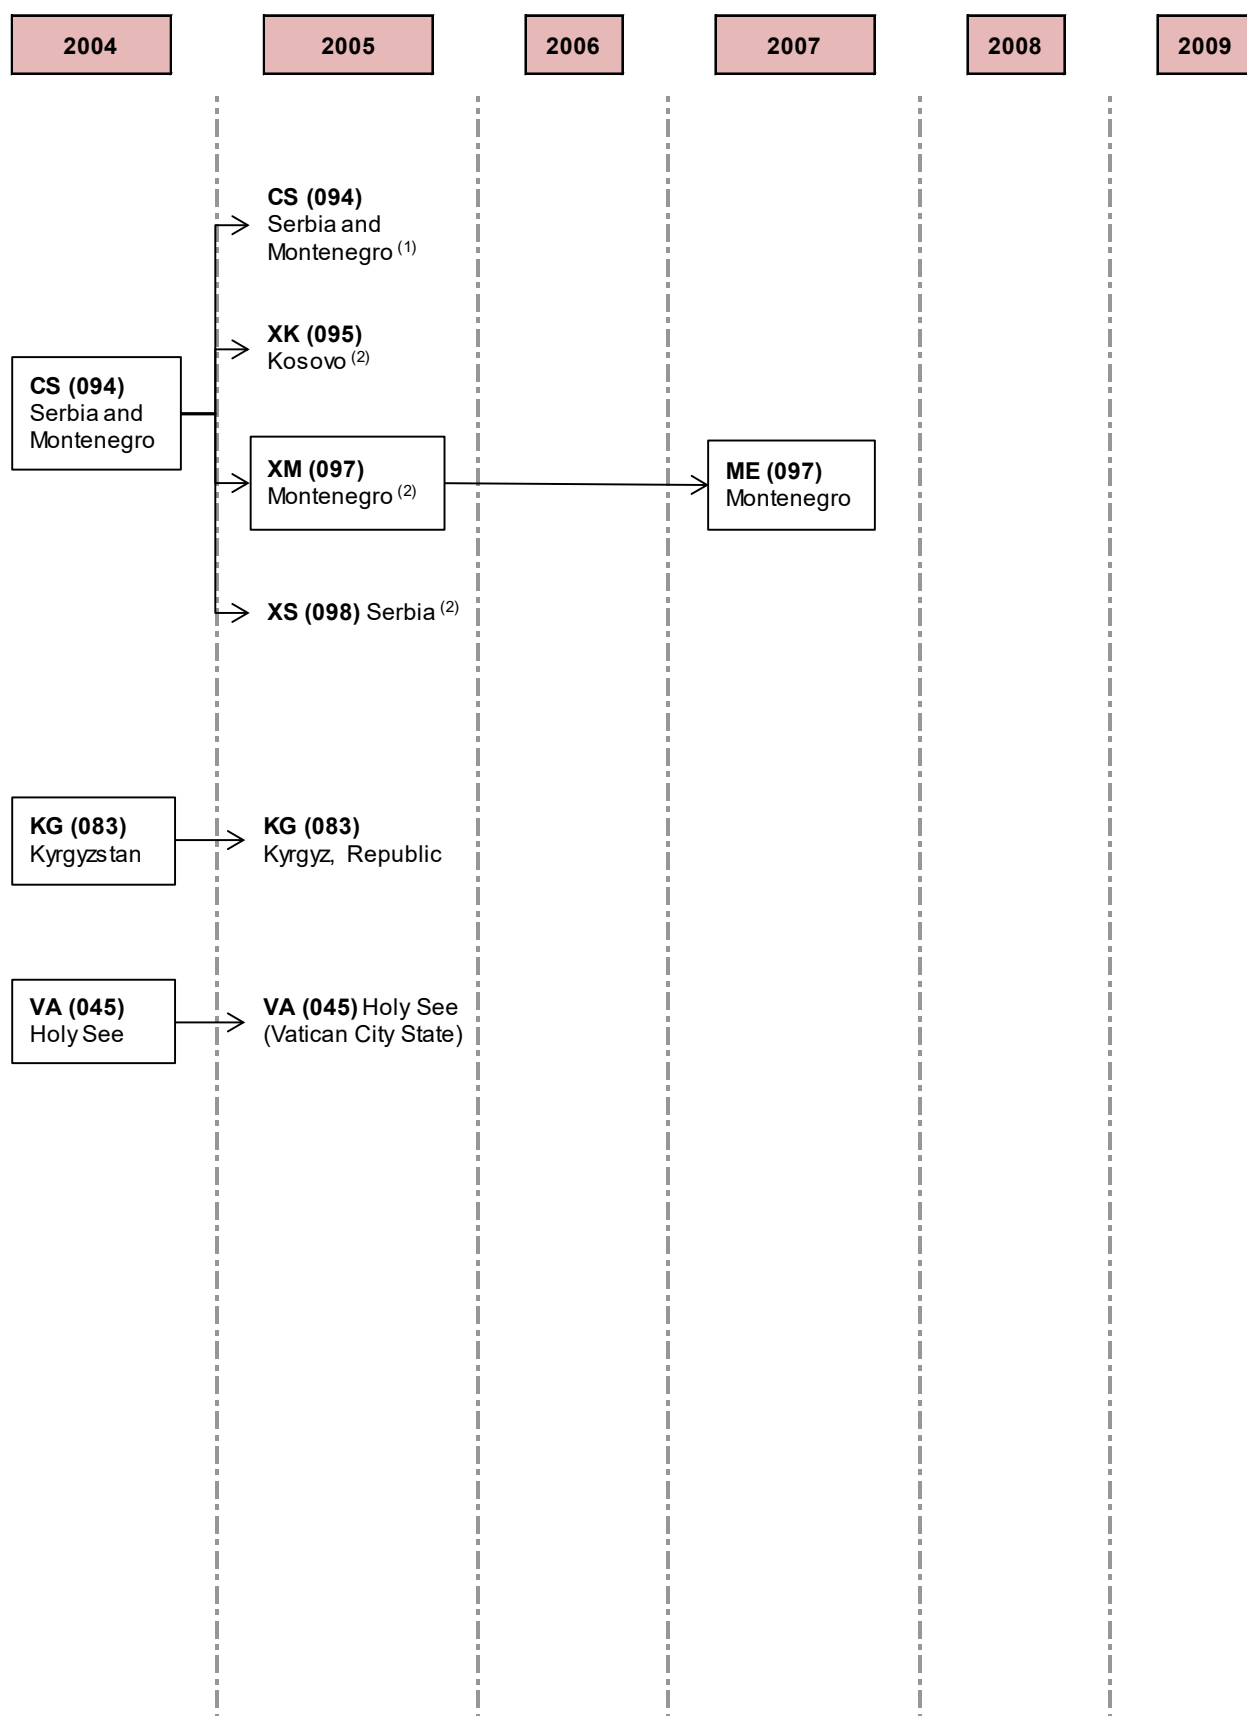 2004 2005 2006 2007 2008 2009
CS (094)
Serbia and
Montenegro (1)
XK (095)
Kosovo (2)
CS (094)
Serbia and
Montenegro
XM (097)
Montenegro (2)
ME (097)
Montenegro
XS (098) Serbia (2)
KG (083)
Kyrgyzstan
KG (083)
Kyrgyz, Republic
VA (045)
Holy See
VA (045) Holy See
(Vatican City State)